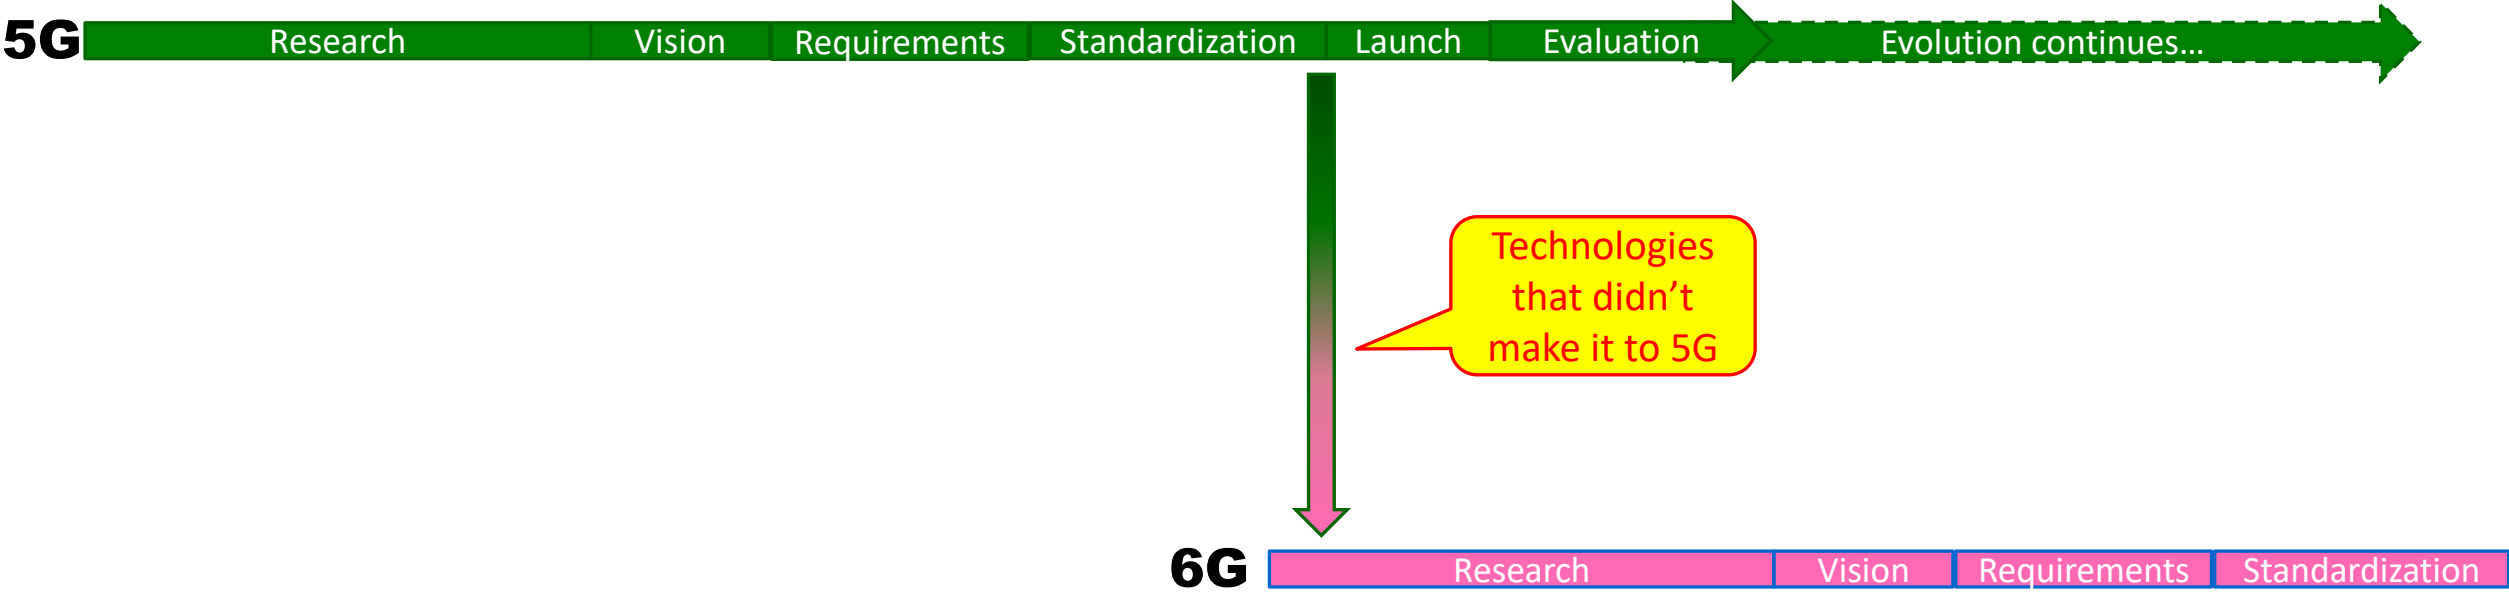 5G Research Vision Requirements Standardization Launch Evaluation Evolution continues...
Technologies
that didn’t
make it to 5G
6G Research Vision Requirements Standardization